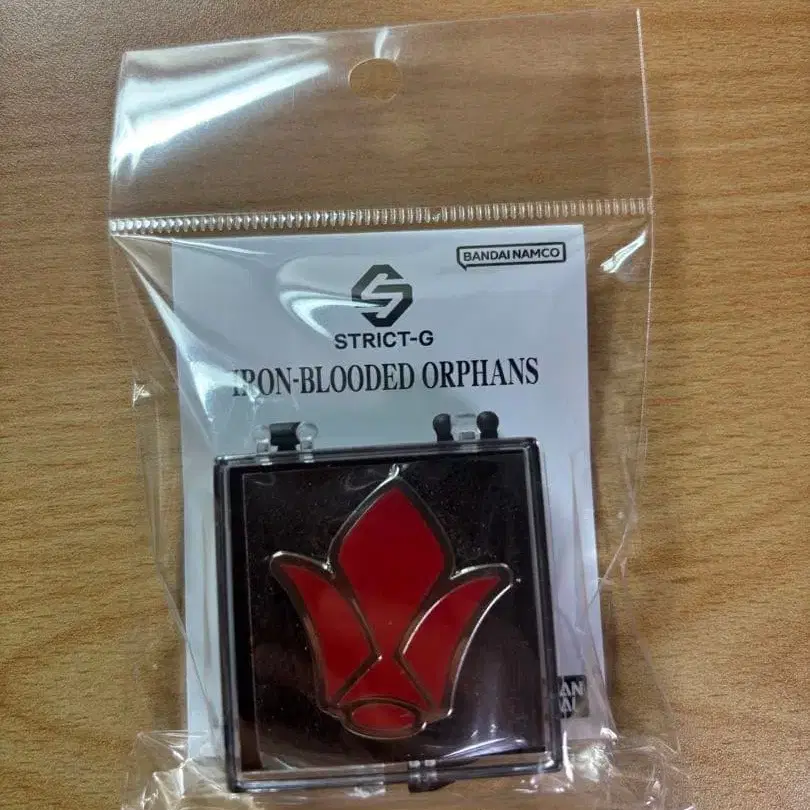 BANDAI NAMCO
STRICT-G
IRON-BLOODED ORPHANS